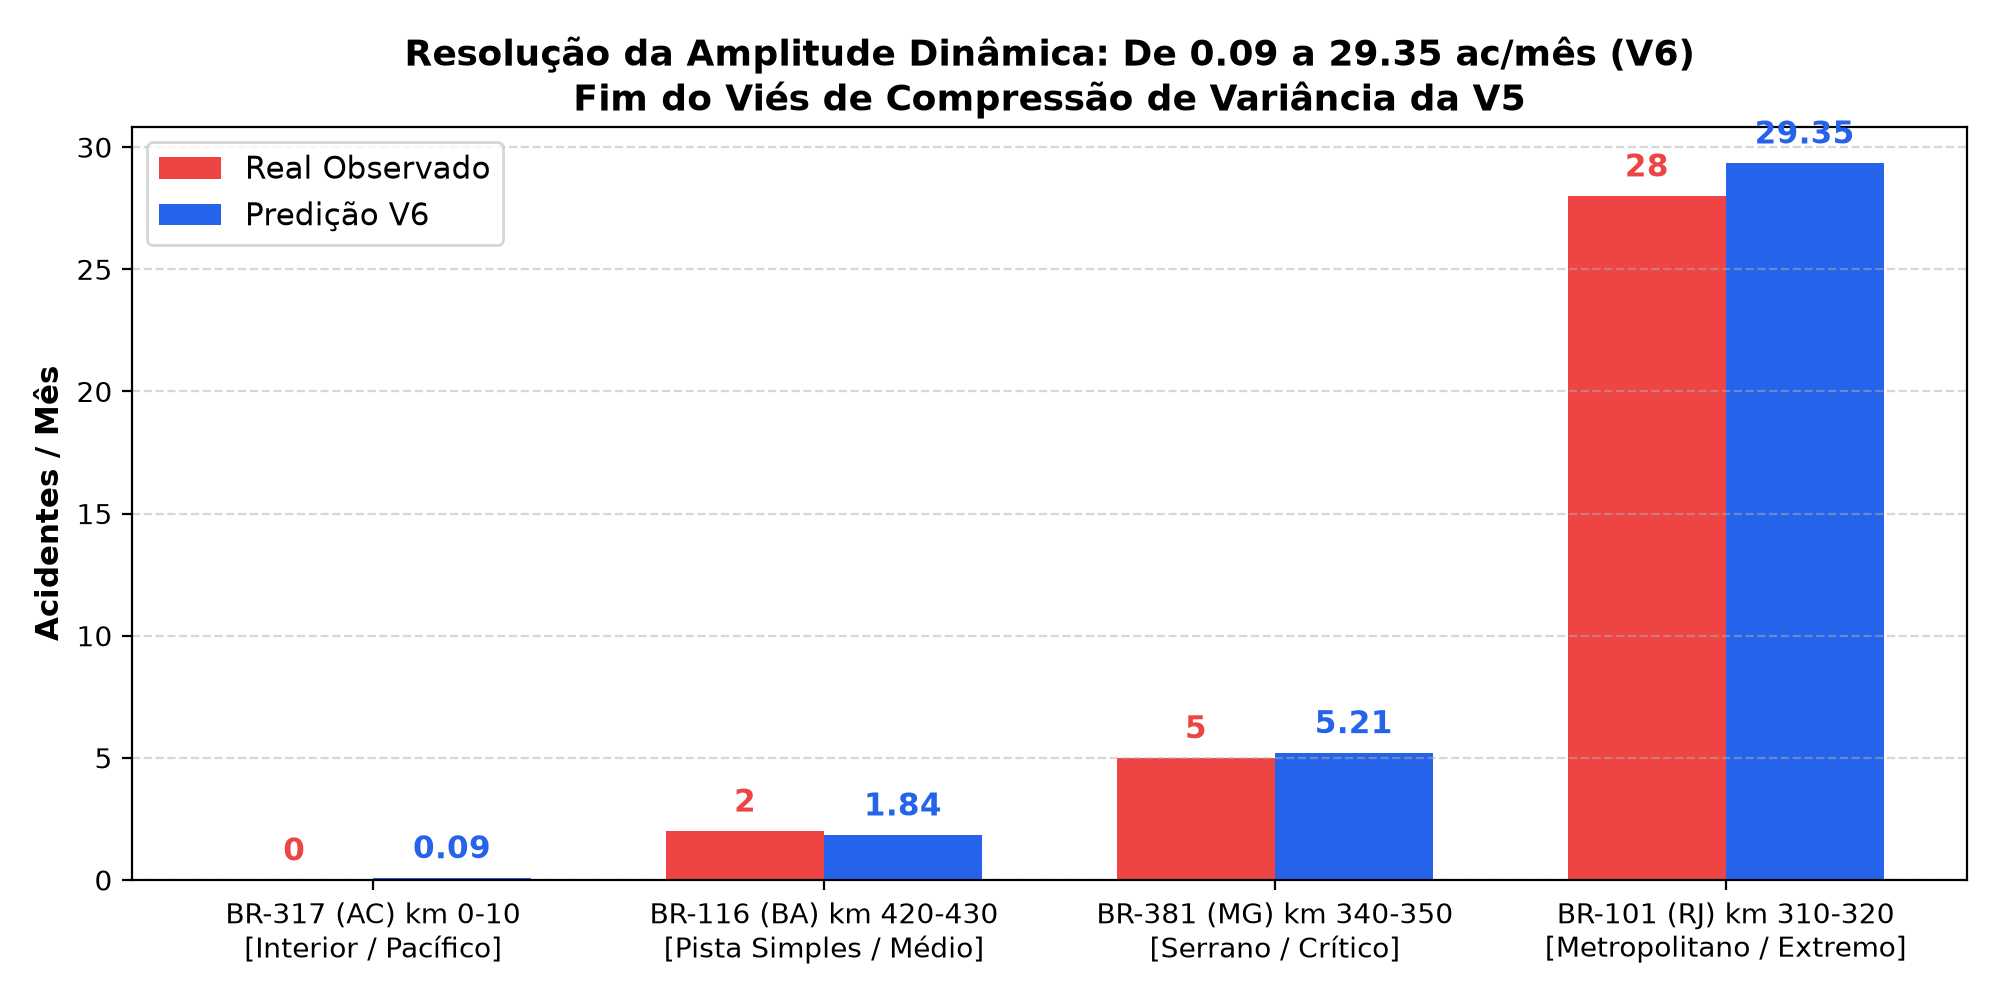 Resolução da Amplitude Dinâmica: De 0.09 a 29.35 ac/mês (V6)
Fim do Viés de Compressão de Variância da V5
Real Observado
Predição V6
Acidentes / Mês
30
25
20
15
10
5
0
0
0.09
2
1.84
5
5.21
28
29.35
BR-317 (AC) km 0-10
[Interior / Pacífico]
BR-116 (BA) km 420-430
[Pista Simples / Médio]
BR-381 (MG) km 340-350
[Serrano / Crítico]
BR-101 (RJ) km 310-320
[Metropolitano / Extremo]